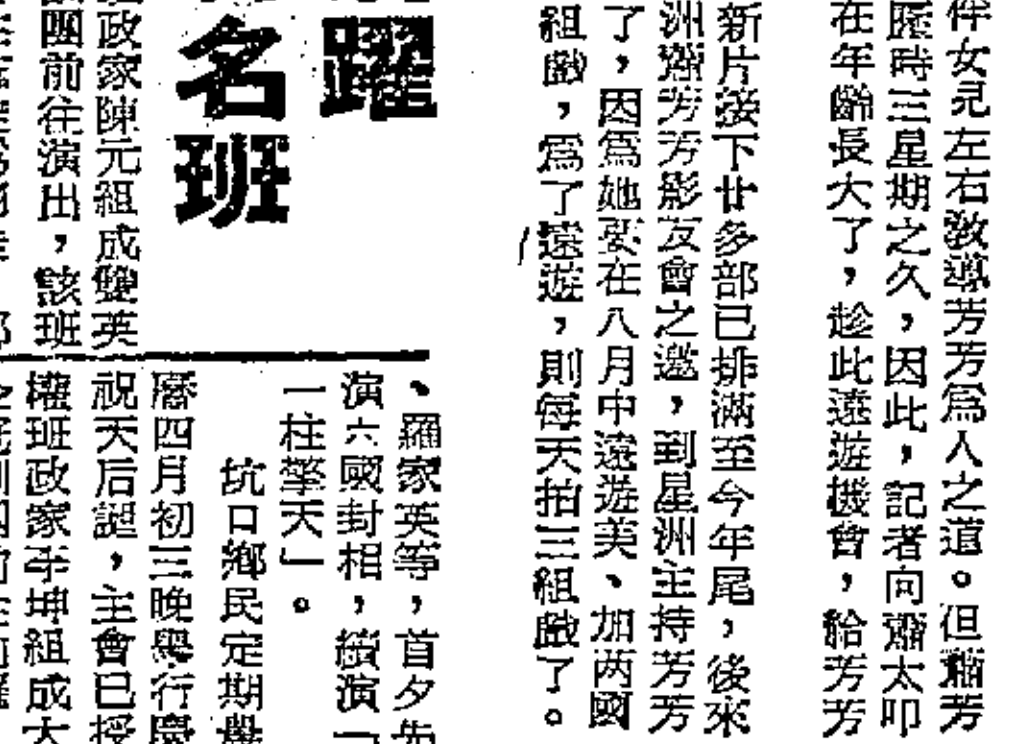 伴女兒左右敎導芳芳爲人之道。但蕭芳
歷時三星期之久，因此，記者向蕭太叩
在年齡長大了，趁此遠遊機會，給芳芳
新片接下廿多部已排滿至今年尾，後來
洲蕭芳芳影友會之邀，到星洲主持芳芳
了，因爲她要在八月中遠遊美、加两國
組戲，爲了遠遊，則每天拍三組戲了。
躍
名班
政家陳元組成雙英
團前往演出，該班
、羅家英等，首夕先
演六國封相，續演「
一柱擎天」。
坑口鄉民定期舉
曆四月初三晚舉行慶
祝天后誕，主會已授
權班政家李坤組成大